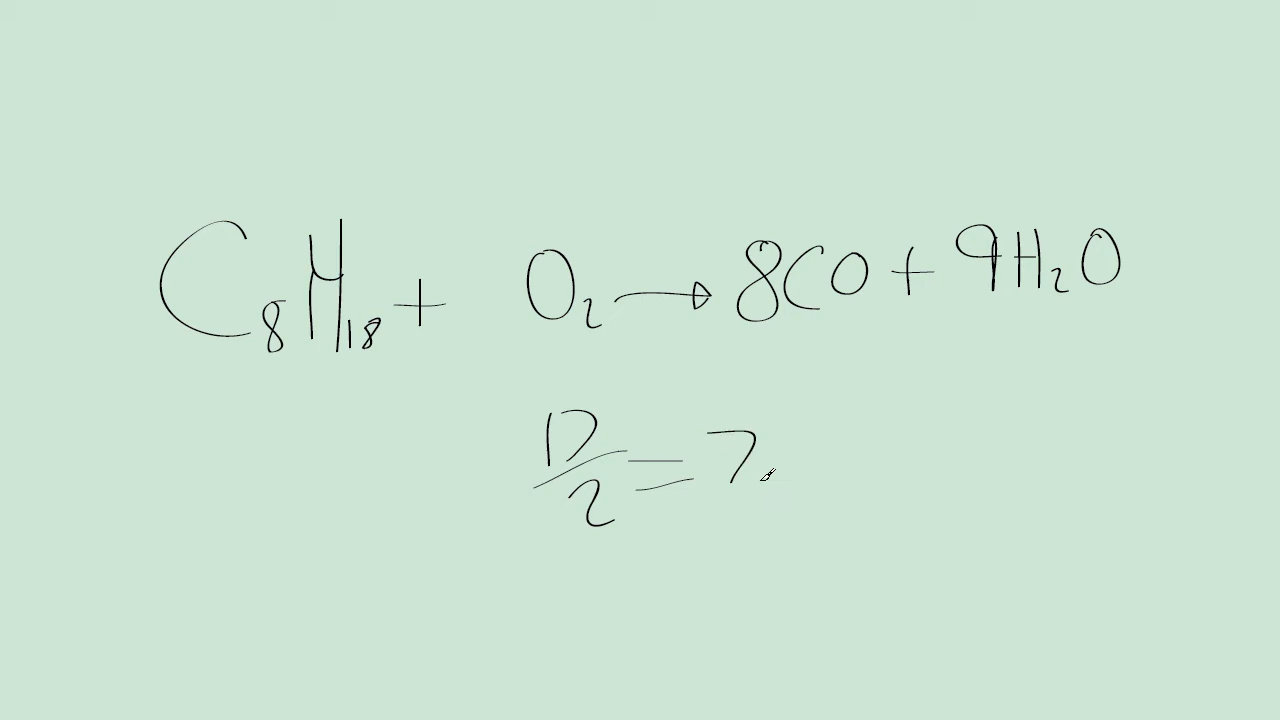 C₈H₁₈ + O₂ → 8CO + 9H₂O
17/2 = 7.